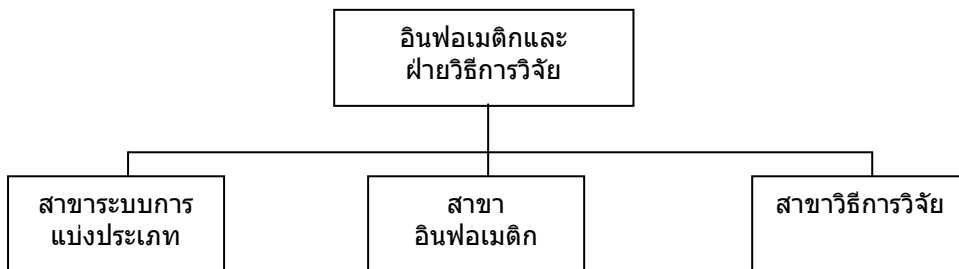 อินฟอเมติกและ
ฝ่ายวิธีการวิจัย
สาขาระบบการ
แบ่งประเภท
สาขา
อินฟอเมติก
สาขาวิธีการวิจัย